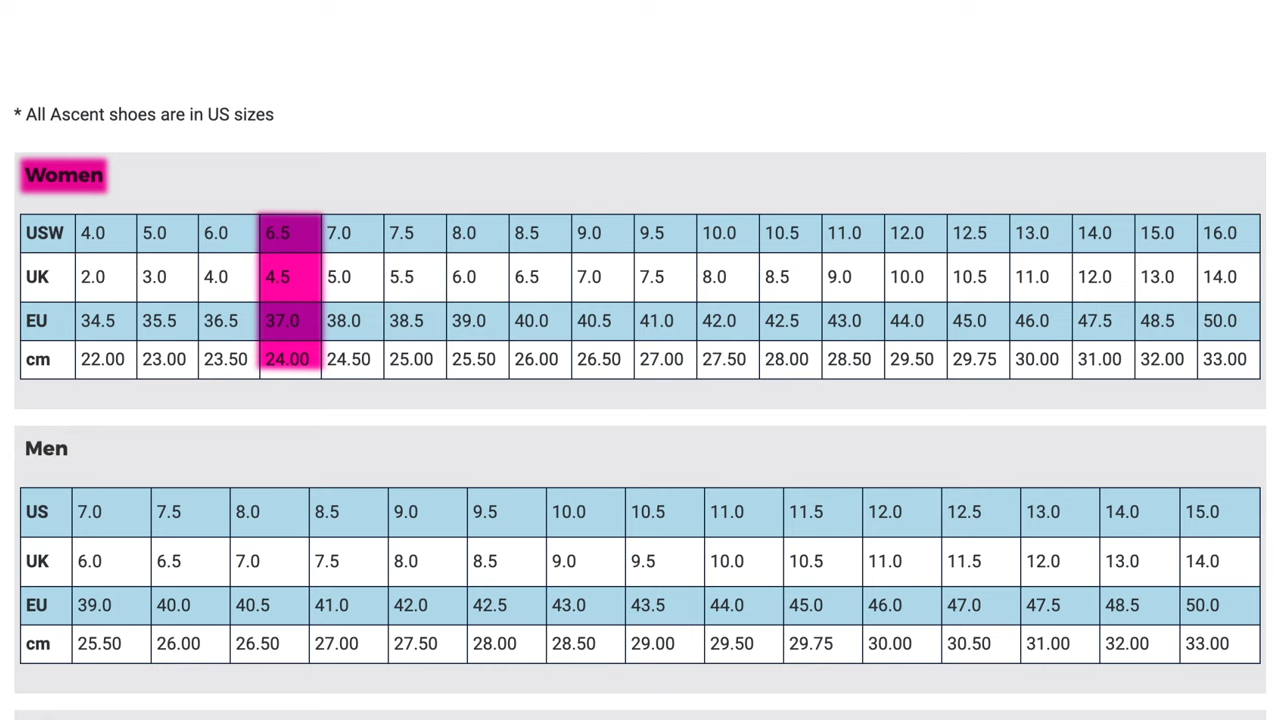 * All Ascent shoes are in US sizes
Women
USW 4.0 5.0 6.0 6.5 7.0 7.5 8.0 8.5 9.0 9.5 10.0 10.5 11.0 12.0 12.5 13.0 14.0 15.0 16.0
UK 2.0 3.0 4.0 4.5 5.0 5.5 6.0 6.5 7.0 7.5 8.0 8.5 9.0 10.0 10.5 11.0 12.0 13.0 14.0
EU 34.5 35.5 36.5 37.0 38.0 38.5 39.0 40.0 40.5 41.0 42.0 42.5 43.0 44.0 45.0 46.0 47.5 48.5 50.0
cm 22.00 23.00 23.50 24.00 24.50 25.00 25.50 26.00 26.50 27.00 27.50 28.00 28.50 29.50 29.75 30.00 31.00 32.00 33.00
Men
US 7.0 7.5 8.0 8.5 9.0 9.5 10.0 10.5 11.0 11.5 12.0 12.5 13.0 14.0 15.0
UK 6.0 6.5 7.0 7.5 8.0 8.5 9.0 9.5 10.0 10.5 11.0 11.5 12.0 13.0 14.0
EU 39.0 40.0 40.5 41.0 42.0 42.5 43.0 43.5 44.0 45.0 46.0 47.0 47.5 48.5 50.0
cm 25.50 26.00 26.50 27.00 27.50 28.00 28.50 29.00 29.50 29.75 30.00 30.50 31.00 32.00 33.00